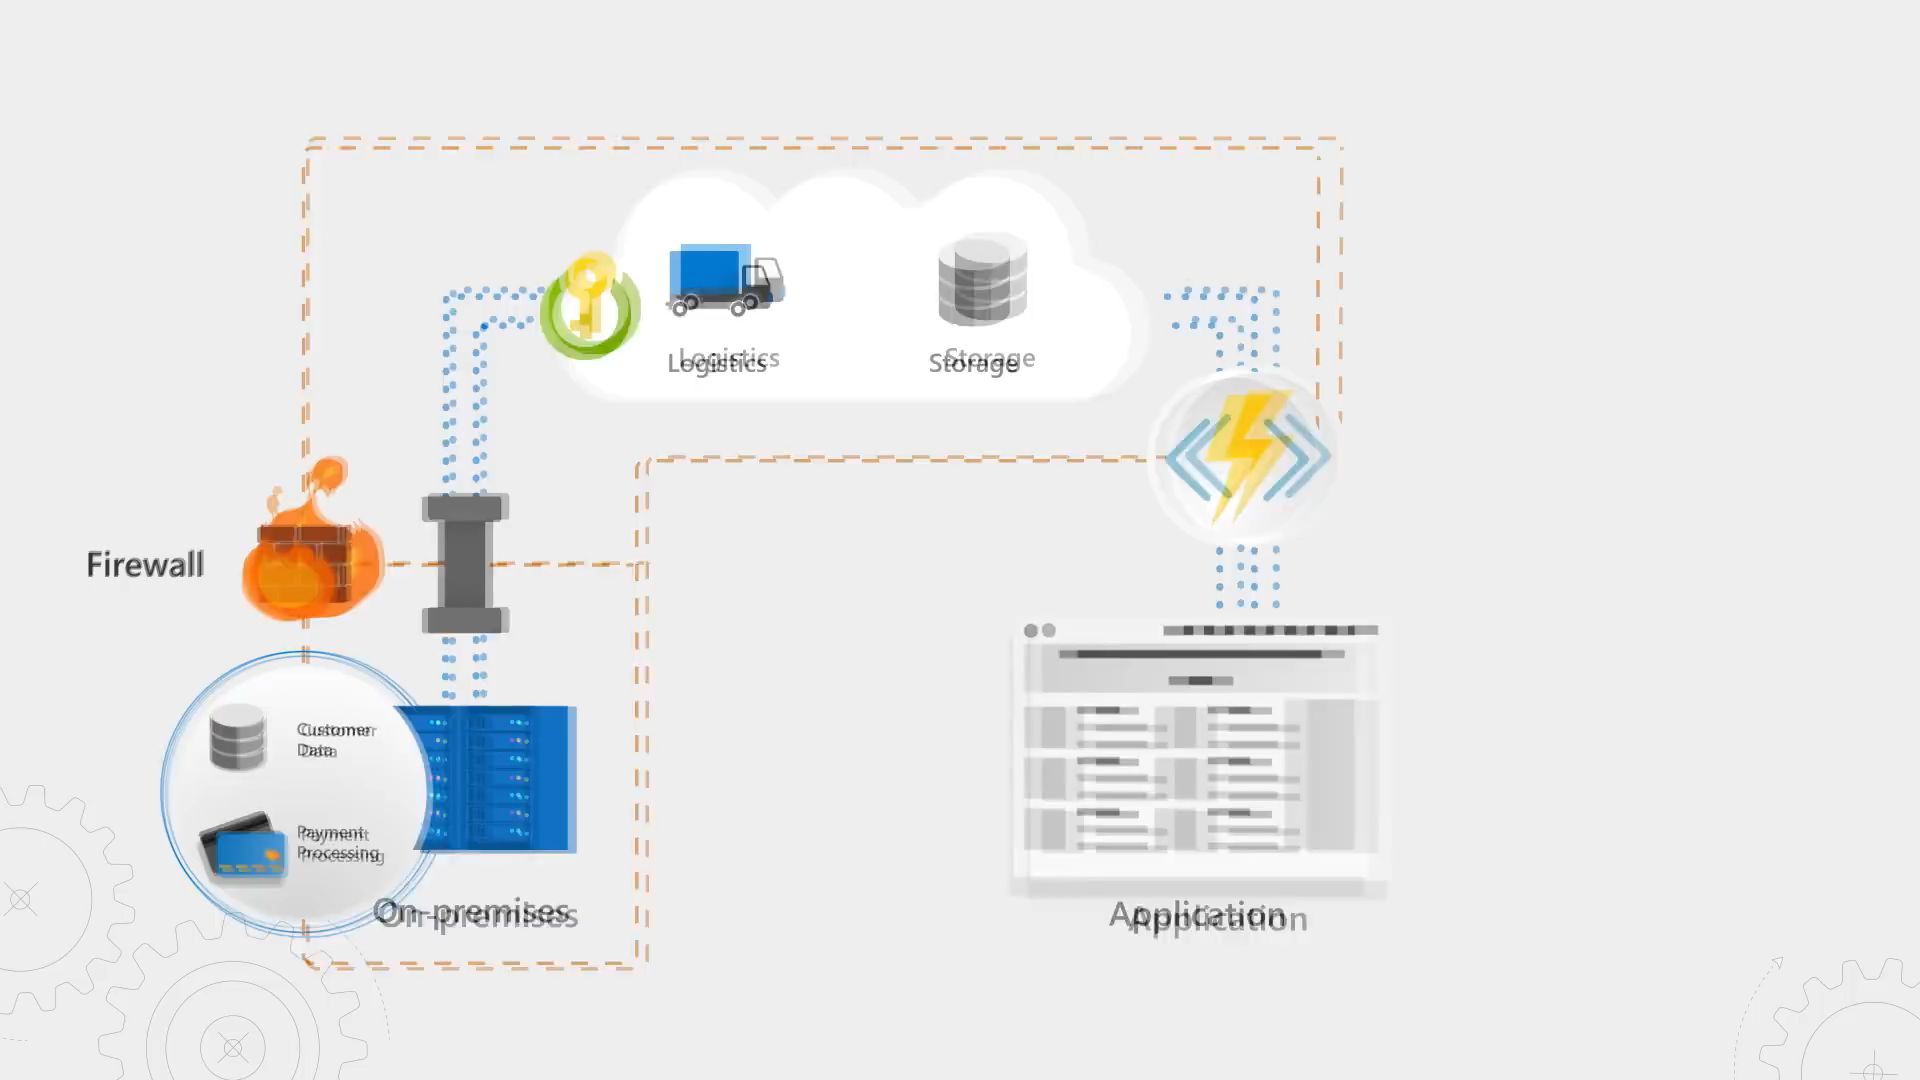 Logistics
Storage
Firewall
Customer
Data
Payment
Processing
On-premises
Application